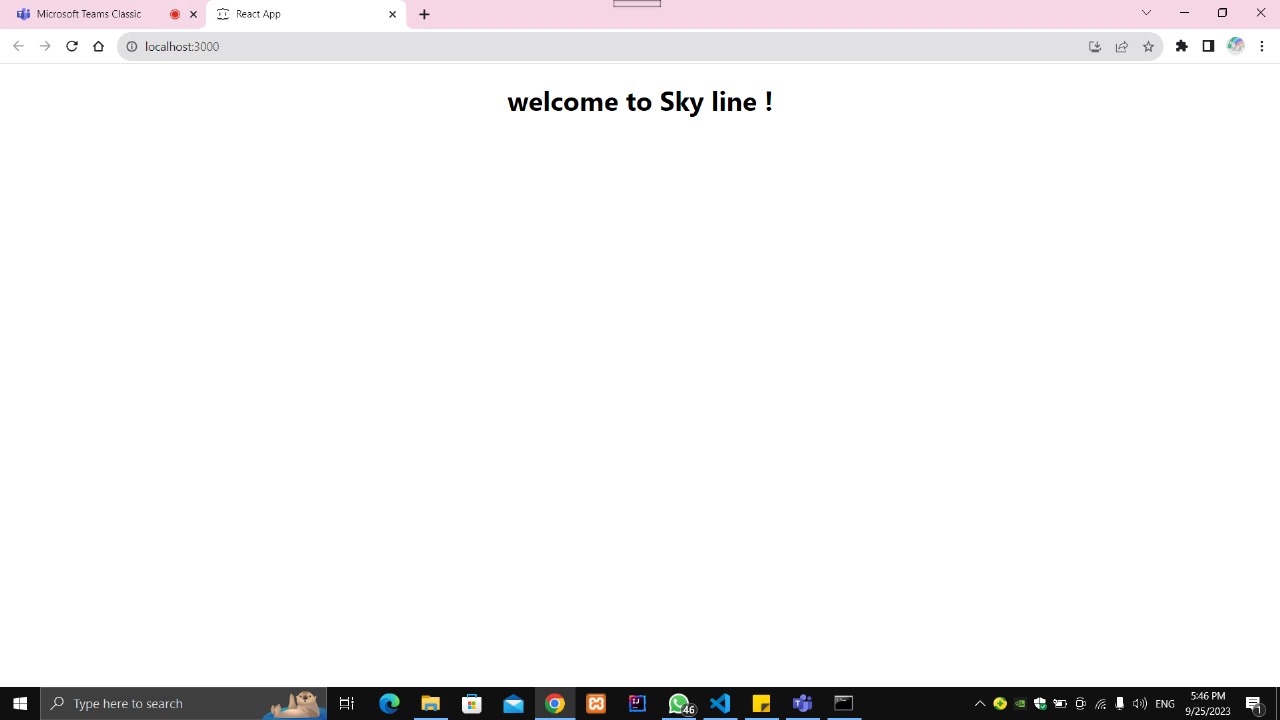 Microsoft Teams Classic
React App
localhost:3000
welcome to Sky line !
Type here to search
46
ENG
5:46 PM
9/25/2023
1